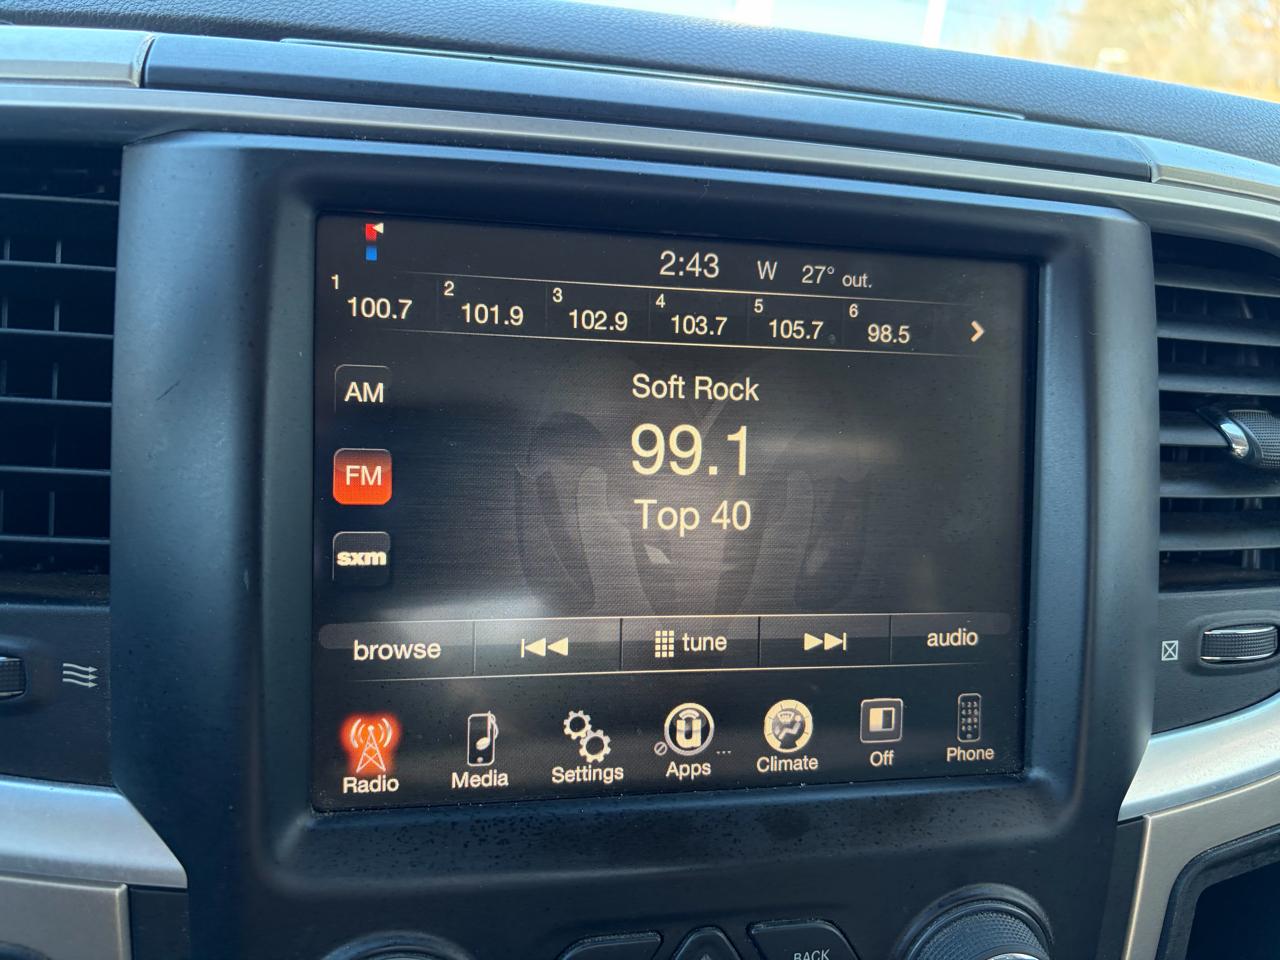 2:43 W 27° out.
1 100.7 2 101.9 3 102.9 4 103.7 5 105.7 6 98.5
AM
Soft Rock
99.1
FM
Top 40
sxm
browse tune audio
Radio Media Settings Apps ... Climate Off Phone
BACK